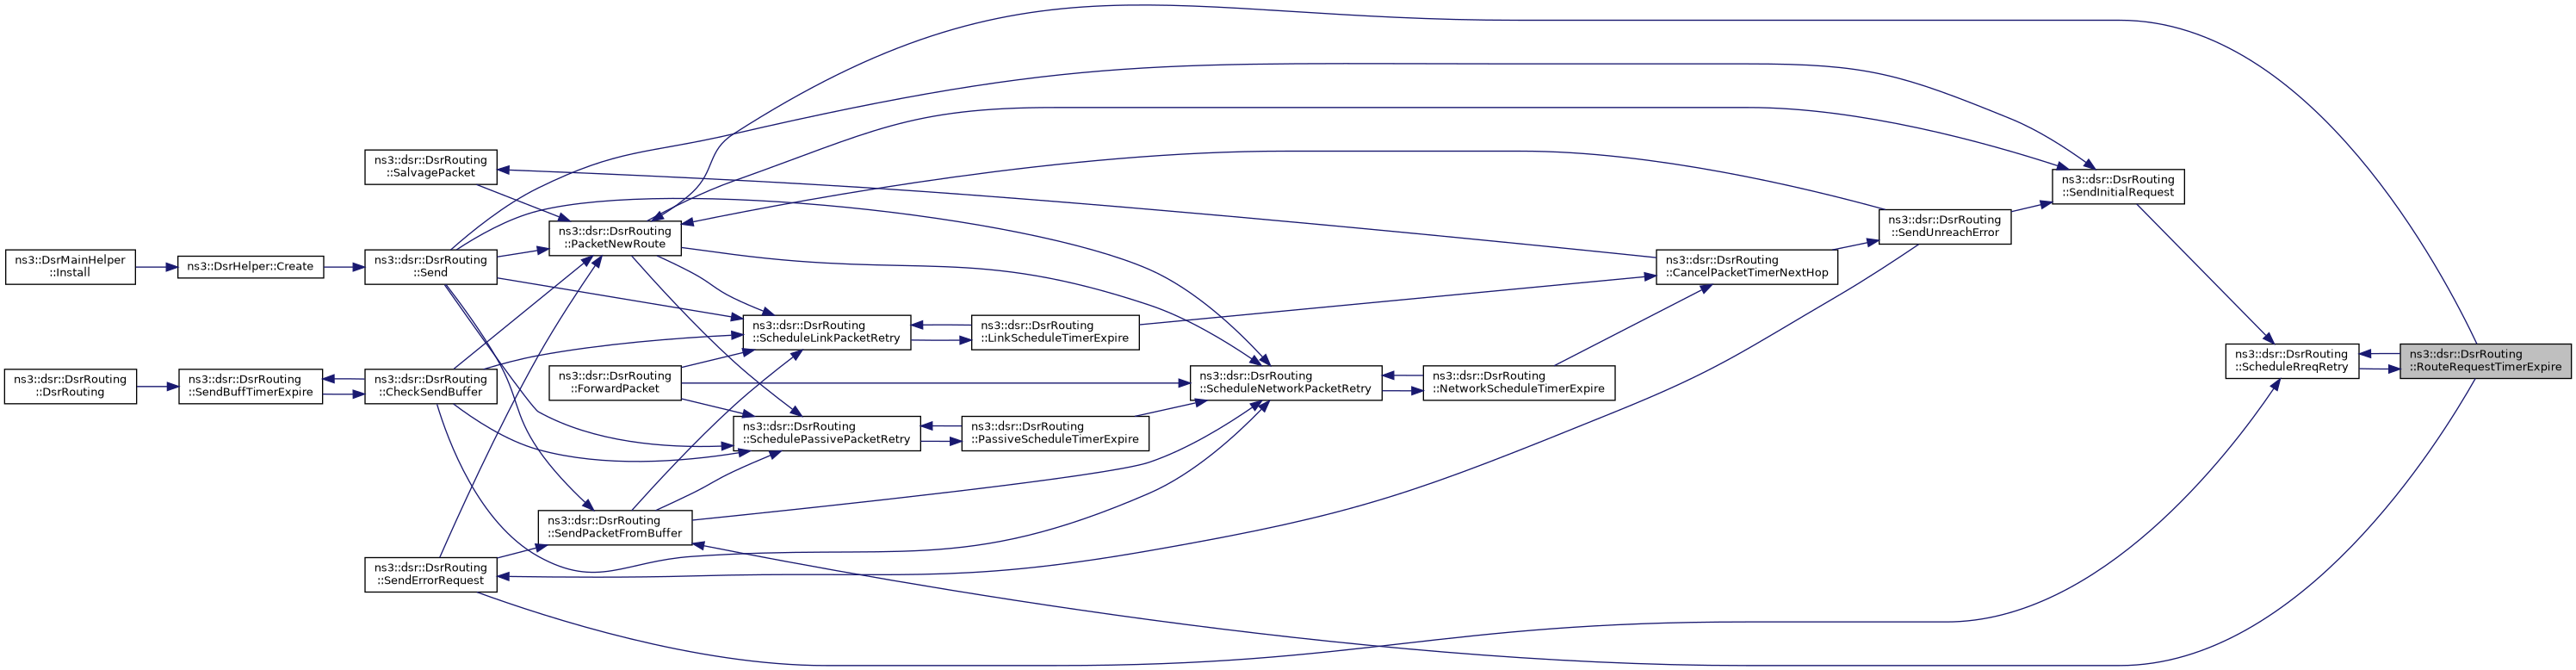 ns3::DsrMainHelper
::Install
ns3::DsrHelper::Create
ns3::dsr::DsrRouting
::DsrRouting
ns3::dsr::DsrRouting
::SendBuffTimerExpire
ns3::dsr::DsrRouting
::SalvagePacket
ns3::dsr::DsrRouting
::Send
ns3::dsr::DsrRouting
::CheckSendBuffer
ns3::dsr::DsrRouting
::SendErrorRequest
ns3::dsr::DsrRouting
::PacketNewRoute
ns3::dsr::DsrRouting
::ForwardPacket
ns3::dsr::DsrRouting
::SendPacketFromBuffer
ns3::dsr::DsrRouting
::ScheduleLinkPacketRetry
ns3::dsr::DsrRouting
::SchedulePassivePacketRetry
ns3::dsr::DsrRouting
::LinkScheduleTimerExpire
ns3::dsr::DsrRouting
::PassiveScheduleTimerExpire
ns3::dsr::DsrRouting
::ScheduleNetworkPacketRetry
ns3::dsr::DsrRouting
::NetworkScheduleTimerExpire
ns3::dsr::DsrRouting
::CancelPacketTimerNextHop
ns3::dsr::DsrRouting
::SendUnreachError
ns3::dsr::DsrRouting
::SendInitialRequest
ns3::dsr::DsrRouting
::ScheduleRreqRetry
ns3::dsr::DsrRouting
::RouteRequestTimerExpire